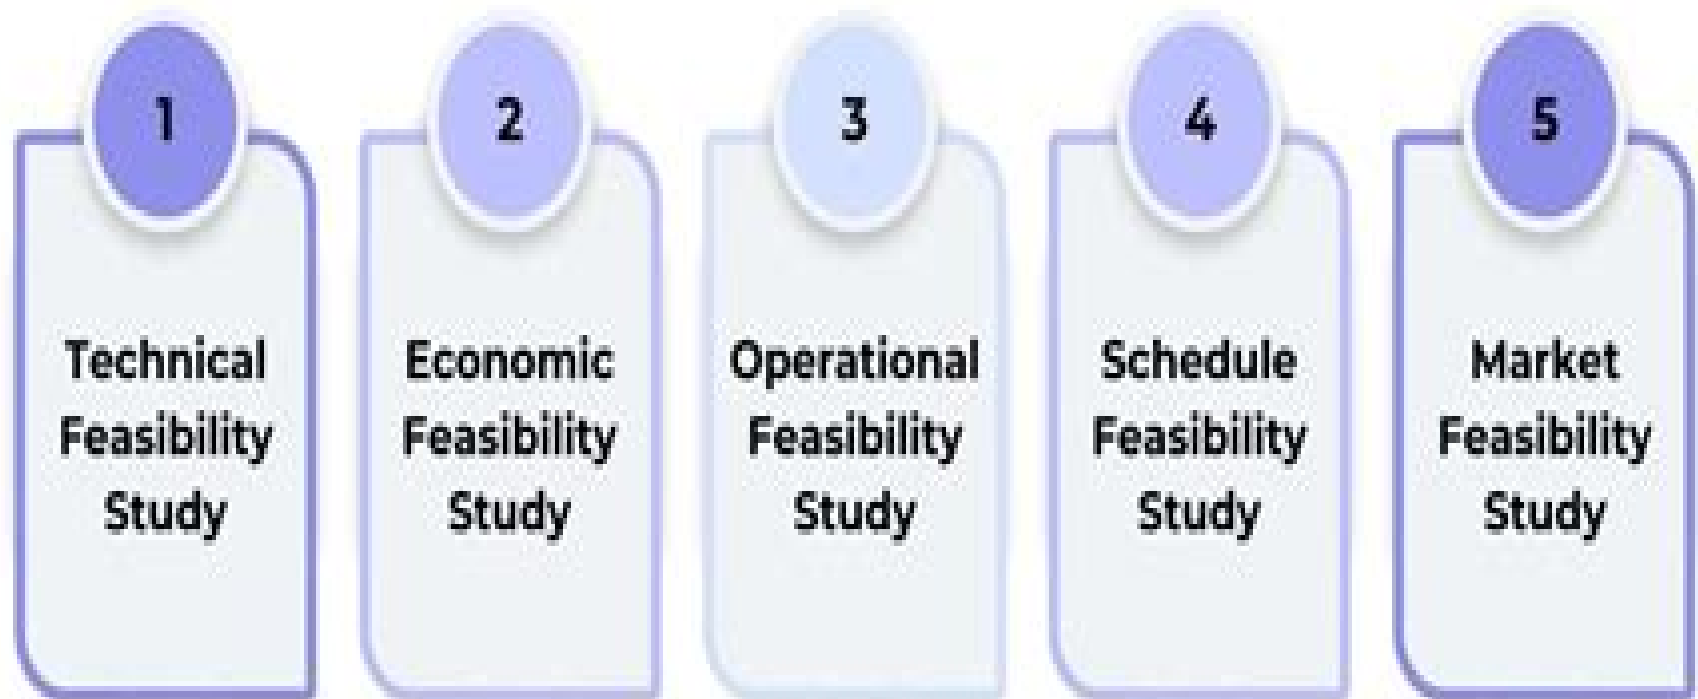 1
Technical
Feasibility
Study
2
Economic
Feasibility
Study
3
Operational
Feasibility
Study
4
Schedule
Feasibility
Study
5
Market
Feasibility
Study